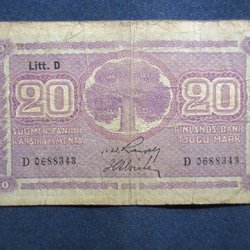 Litt. D
20 20
SUOMEN PANKKI FINLANDS BANK
KAKSIKYMMENTÄ TJUGO MARK
D 0688343 D 0688343